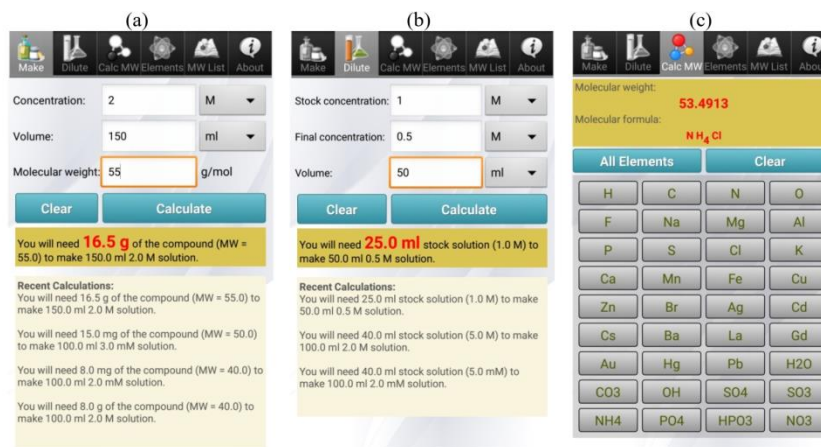 (a)
Make Dilute Calc MW Elements MW List About
Concentration: 2 M
Volume: 150 ml
Molecular weight: 55 g/mol
Clear Calculate
You will need 16.5 g of the compound (MW =
55.0) to make 150.0 ml 2.0 M solution.
Recent Calculations:
You will need 16.5 g of the compound (MW = 55.0) to
make 150.0 ml 2.0 M solution.
You will need 15.0 mg of the compound (MW = 50.0)
to make 100.0 ml 3.0 mM solution.
You will need 8.0 mg of the compound (MW = 40.0) to
make 100.0 ml 2.0 mM solution.
You will need 8.0 g of the compound (MW = 40.0) to
make 100.0 ml 2.0 M solution.
(b)
Make Dilute Calc MW Elements MW List About
Stock concentration: 1 M
Final concentration: 0.5 M
Volume: 50 ml
Clear Calculate
You will need 25.0 ml stock solution (1.0 M) to
make 50.0 ml 0.5 M solution.
Recent Calculations:
You will need 25.0 ml stock solution (1.0 M) to make
50.0 ml 0.5 M solution.
You will need 40.0 ml stock solution (5.0 M) to make
100.0 ml 2.0 M solution.
You will need 40.0 ml stock solution (5.0 mM) to
make 100.0 ml 2.0 mM solution.
(c)
Make Dilute Calc MW Elements MW List Abou
Molecular weight:
53.4913
Molecular formula:
N H4 Cl
All Elements Clear
H C N O
F Na Mg Al
P S Cl K
Ca Mn Fe Cu
Zn Br Ag Cd
Cs Ba La Gd
Au Hg Pb H2O
CO3 OH SO4 SO3
NH4 PO4 HPO3 NO3